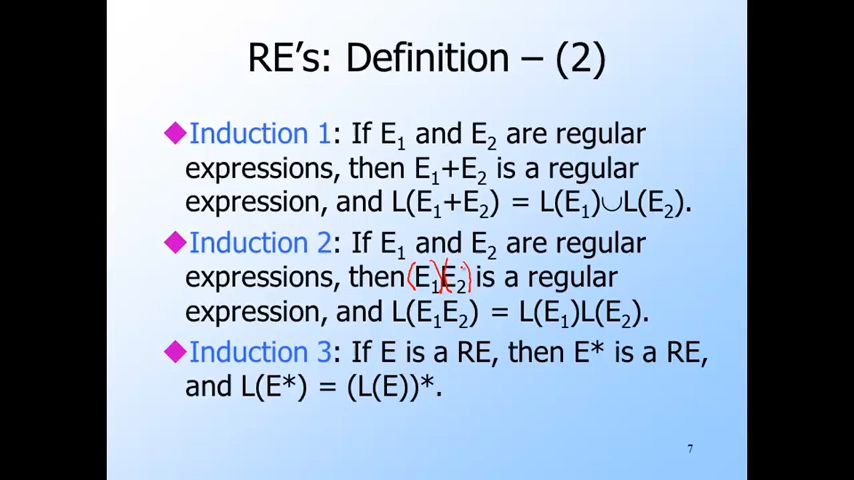 RE's: Definition – (2)
◆Induction 1: If E₁ and E₂ are regular
expressions, then E₁+E₂ is a regular
expression, and L(E₁+E₂) = L(E₁)∪L(E₂).
◆Induction 2: If E₁ and E₂ are regular
expressions, then (E₁)(E₂) is a regular
expression, and L(E₁E₂) = L(E₁)L(E₂).
◆Induction 3: If E is a RE, then E* is a RE,
and L(E*) = (L(E))*.
7